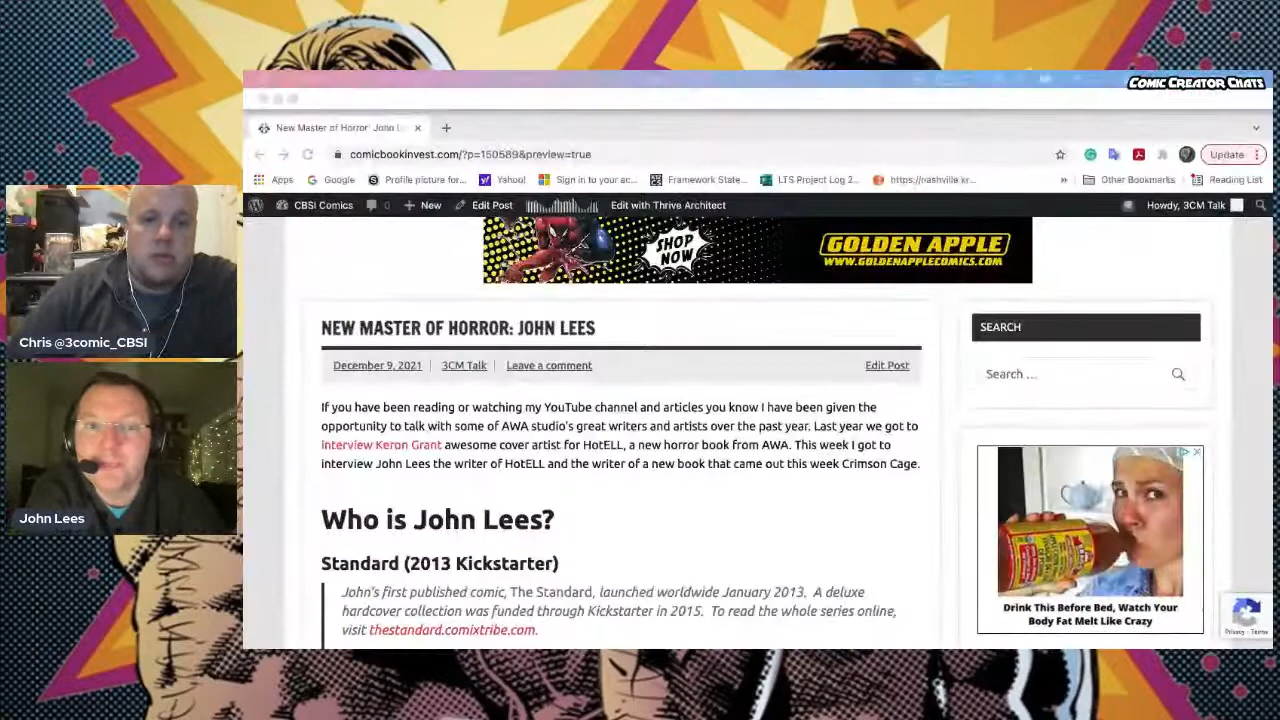 COMIC CREATOR CHATS
New Master of Horror: John Le
comicbookinvest.com/?p=150589&preview=true
Update
Apps
Google
Profile picture for...
Yahoo!
Sign in to your ac...
Framework State...
LTS Project Log 2...
https://nashville.kr...
»
Other Bookmarks
Reading List
CBSI Comics
0
New
Edit Post
Edit with Thrive Architect
Howdy, 3CM Talk
SHOP NOW
GOLDEN APPLE
WWW.GOLDENAPPLECOMICS.COM
NEW MASTER OF HORROR: JOHN LEES
December 9, 2021
3CM Talk
Leave a comment
Edit Post
If you have been reading or watching my YouTube channel and articles you know I have been given the
opportunity to talk with some of AWA studio's great writers and artists over the past year. Last year we got to
interview Keron Grant awesome cover artist for HotELL, a new horror book from AWA. This week I got to
interview John Lees the writer of HotELL and the writer of a new book that came out this week Crimson Cage.
Who is John Lees?
Standard (2013 Kickstarter)
John's first published comic, The Standard, launched worldwide January 2013. A deluxe
hardcover collection was funded through Kickstarter in 2015. To read the whole series online,
visit thestandard.comixtribe.com.
SEARCH
Search ...
Drink This Before Bed, Watch Your
Body Fat Melt Like Crazy
Privacy - Terms
Chris @3comic_CBSI
John Lees